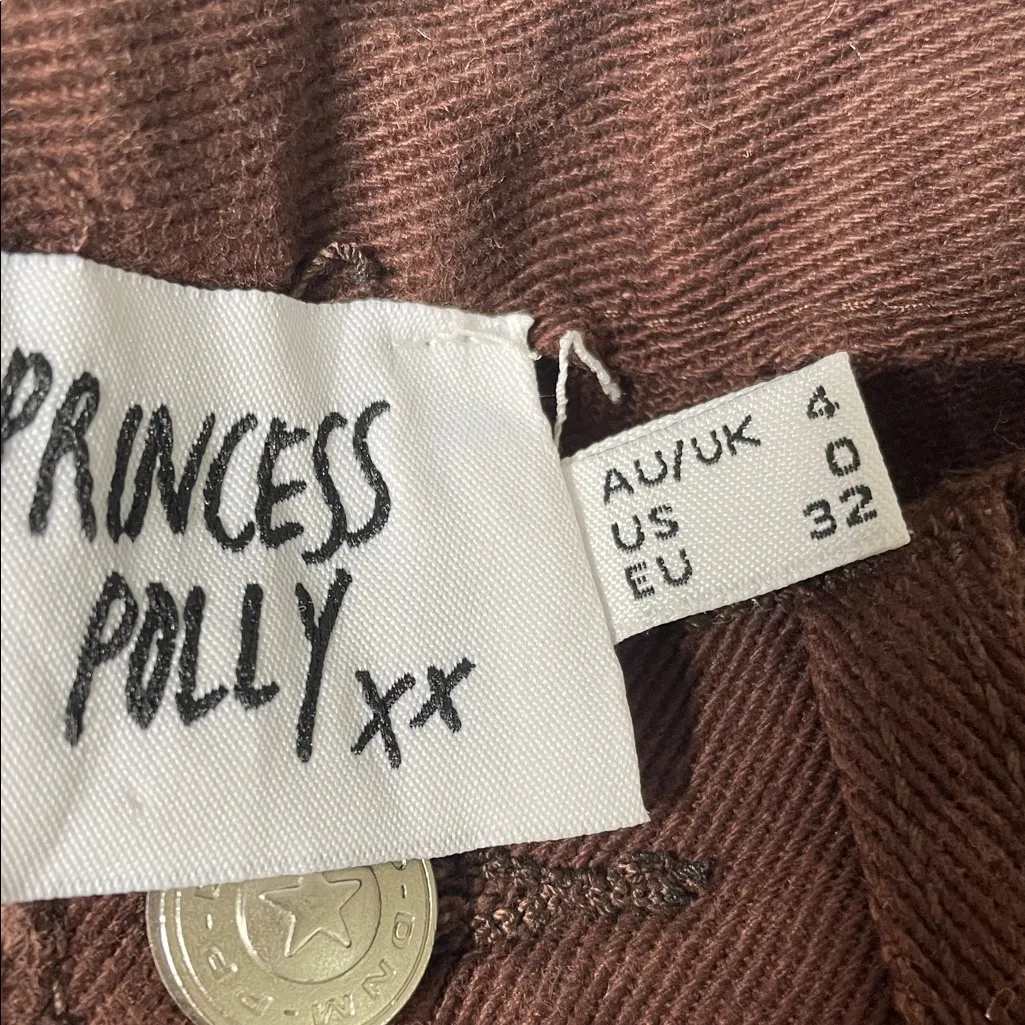 PRINCESS
POLLY xx
AU/UK 4
US 0
EU 32